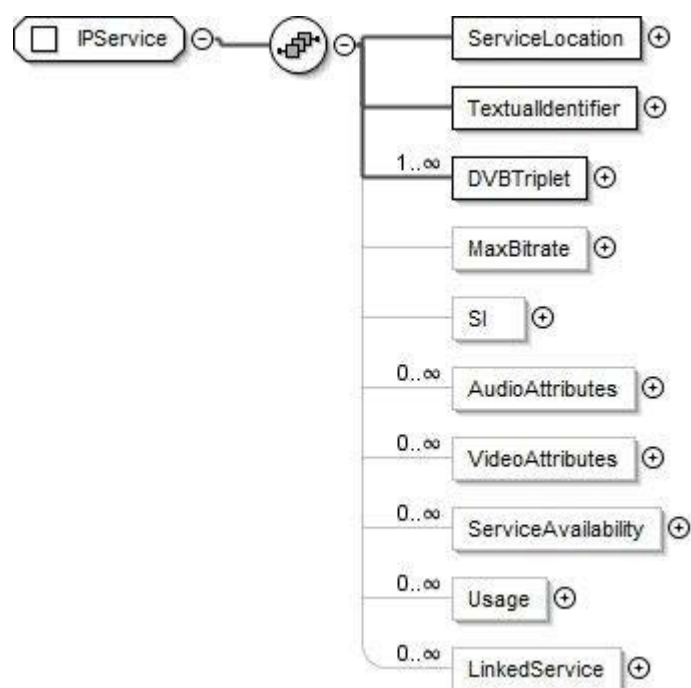 IPService
ServiceLocation
TextualIdentifier
1..∞
DVBTriplet
MaxBitrate
SI
0..∞
AudioAttributes
0..∞
VideoAttributes
0..∞
ServiceAvailability
0..∞
Usage
0..∞
LinkedService